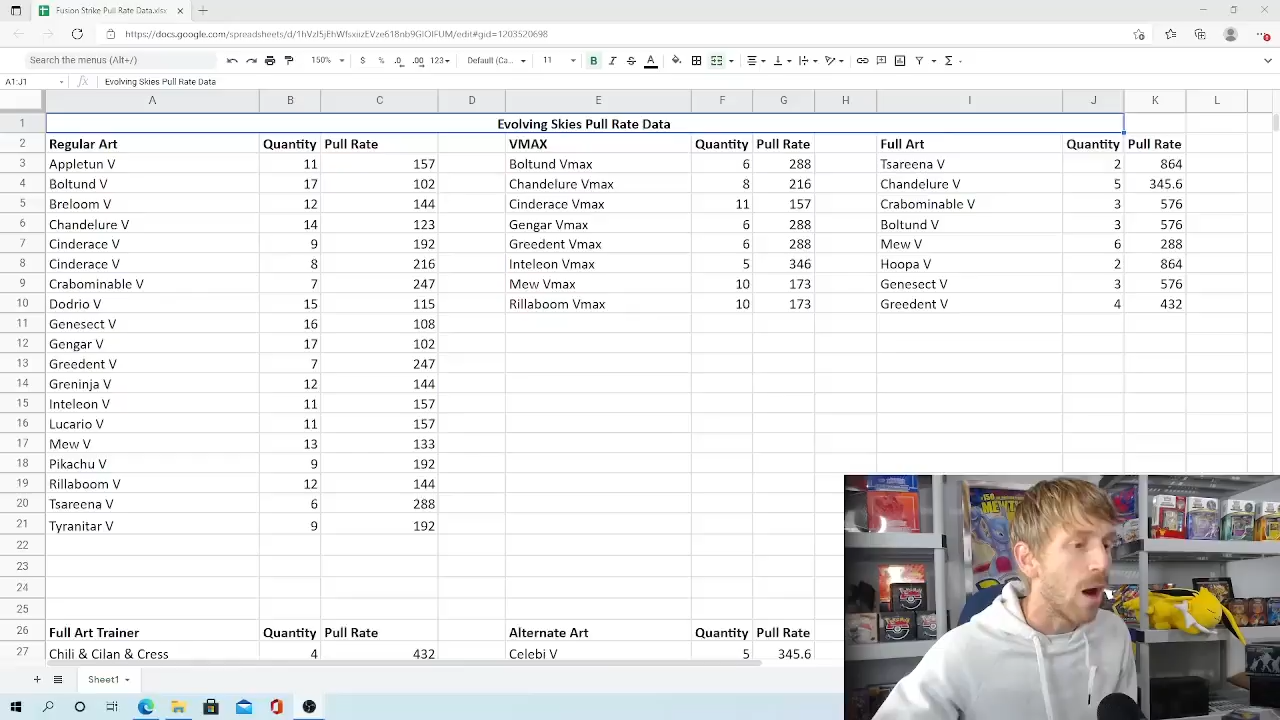 Fusion Strike Pull Rate Data.xlsx
Search the menus (Alt+/)
150% $ % .0 .00 123 Default (Ca... 11 B I S A
A1:J1 fx Evolving Skies Pull Rate Data
A B C D E F G H I J K L
1 Evolving Skies Pull Rate Data
2 Regular Art Quantity Pull Rate VMAX Quantity Pull Rate Full Art Quantity Pull Rate
3 Appletun V 11 157 Boltund Vmax 6 288 Tsareena V 2 864
4 Boltund V 17 102 Chandelure Vmax 8 216 Chandelure V 5 345.6
5 Breloom V 12 144 Cinderace Vmax 11 157 Crabominable V 3 576
6 Chandelure V 14 123 Gengar Vmax 6 288 Boltund V 3 576
7 Cinderace V 9 192 Greedent Vmax 6 288 Mew V 6 288
8 Cinderace V 8 216 Inteleon Vmax 5 346 Hoopa V 2 864
9 Crabominable V 7 247 Mew Vmax 10 173 Genesect V 3 576
10 Dodrio V 15 115 Rillaboom Vmax 10 173 Greedent V 4 432
11 Genesect V 16 108
12 Gengar V 17 102
13 Greedent V 7 247
14 Greninja V 12 144
15 Inteleon V 11 157
16 Lucario V 11 157
17 Mew V 13 133
18 Pikachu V 9 192
19 Rillaboom V 12 144
20 Tsareena V 6 288
21 Tyranitar V 9 192
22
23
24
25
26 Full Art Trainer Quantity Pull Rate Alternate Art Quantity Pull Rate
27 Chili & Cilan & Cress 4 432 Celebi V 5 345.6
Sheet1